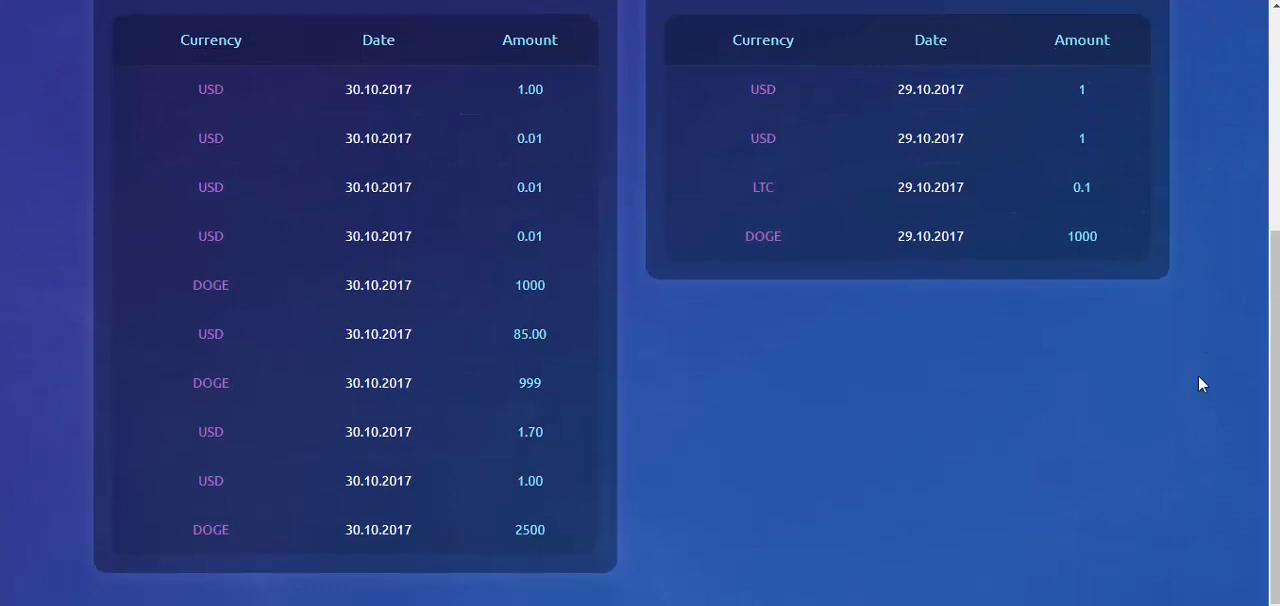 Currency Date Amount
USD 30.10.2017 1.00
USD 30.10.2017 0.01
USD 30.10.2017 0.01
USD 30.10.2017 0.01
DOGE 30.10.2017 1000
USD 30.10.2017 85.00
DOGE 30.10.2017 999
USD 30.10.2017 1.70
USD 30.10.2017 1.00
DOGE 30.10.2017 2500
Currency Date Amount
USD 29.10.2017 1
USD 29.10.2017 1
LTC 29.10.2017 0.1
DOGE 29.10.2017 1000